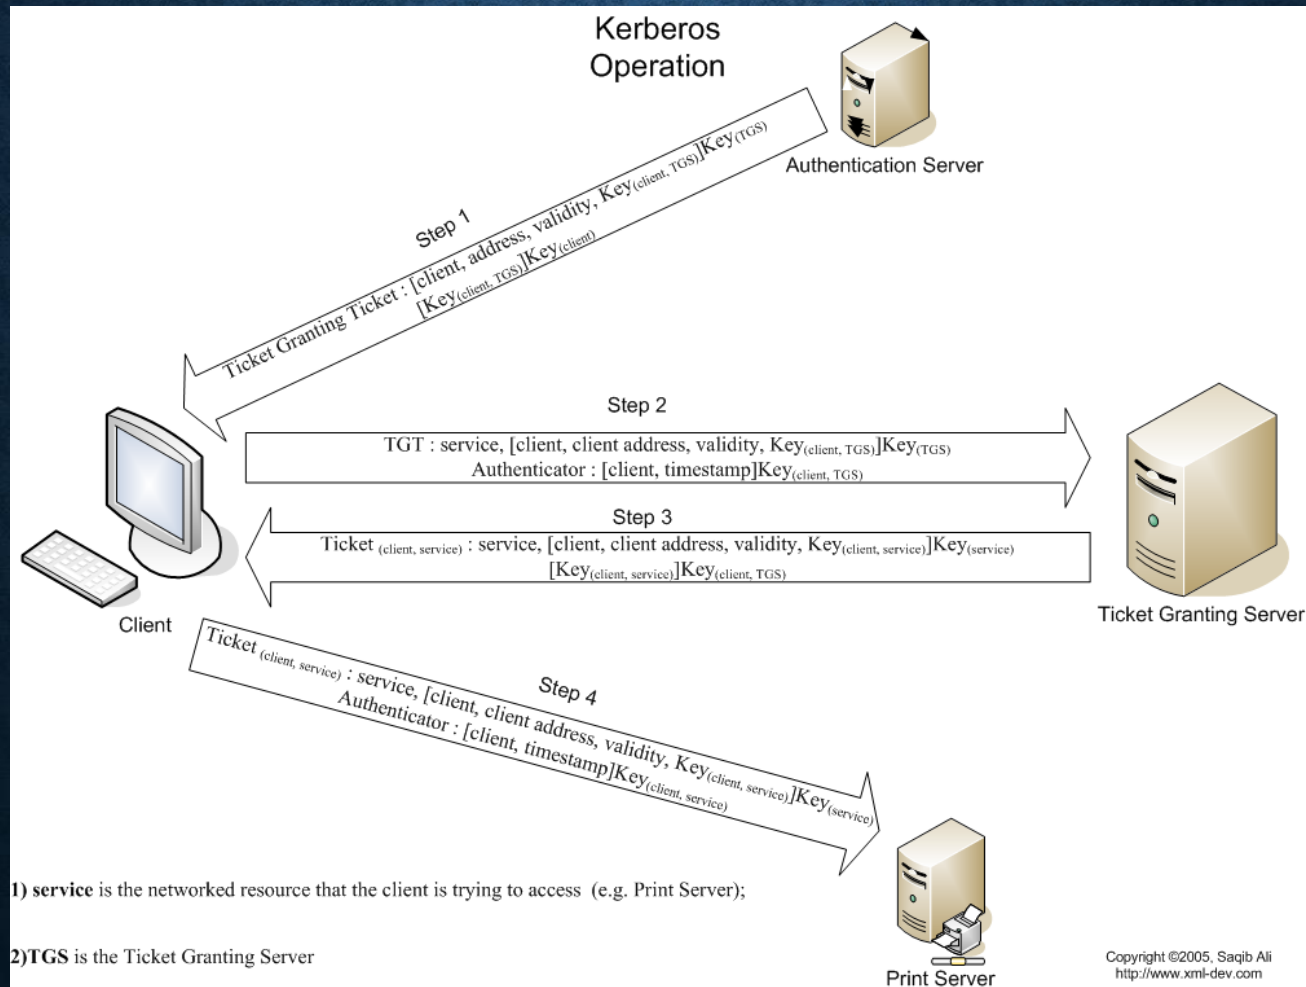 Kerberos
Operation
Authentication Server
Step 1
Ticket Granting Ticket : [client, address, validity, Key(client, TGS)]Key(TGS)
[Key(client, TGS)]Key(client)
Step 2
TGT : service, [client, client address, validity, Key(client, TGS)]Key(TGS)
Authenticator : [client, timestamp]Key(client, TGS)
Step 3
Ticket (client, service) : service, [client, client address, validity, Key(client, service)]Key(service)
[Key(client, service)]Key(client, TGS)
Client
Ticket Granting Server
Step 4
Ticket (client, service) : service, [client, client address, validity, Key(client, service)]Key(service)
Authenticator : [client, timestamp]Key(client, service)
1) service is the networked resource that the client is trying to access (e.g. Print Server);
2)TGS is the Ticket Granting Server
Print Server
Copyright ©2005, Saqib Ali
http://www.xml-dev.com